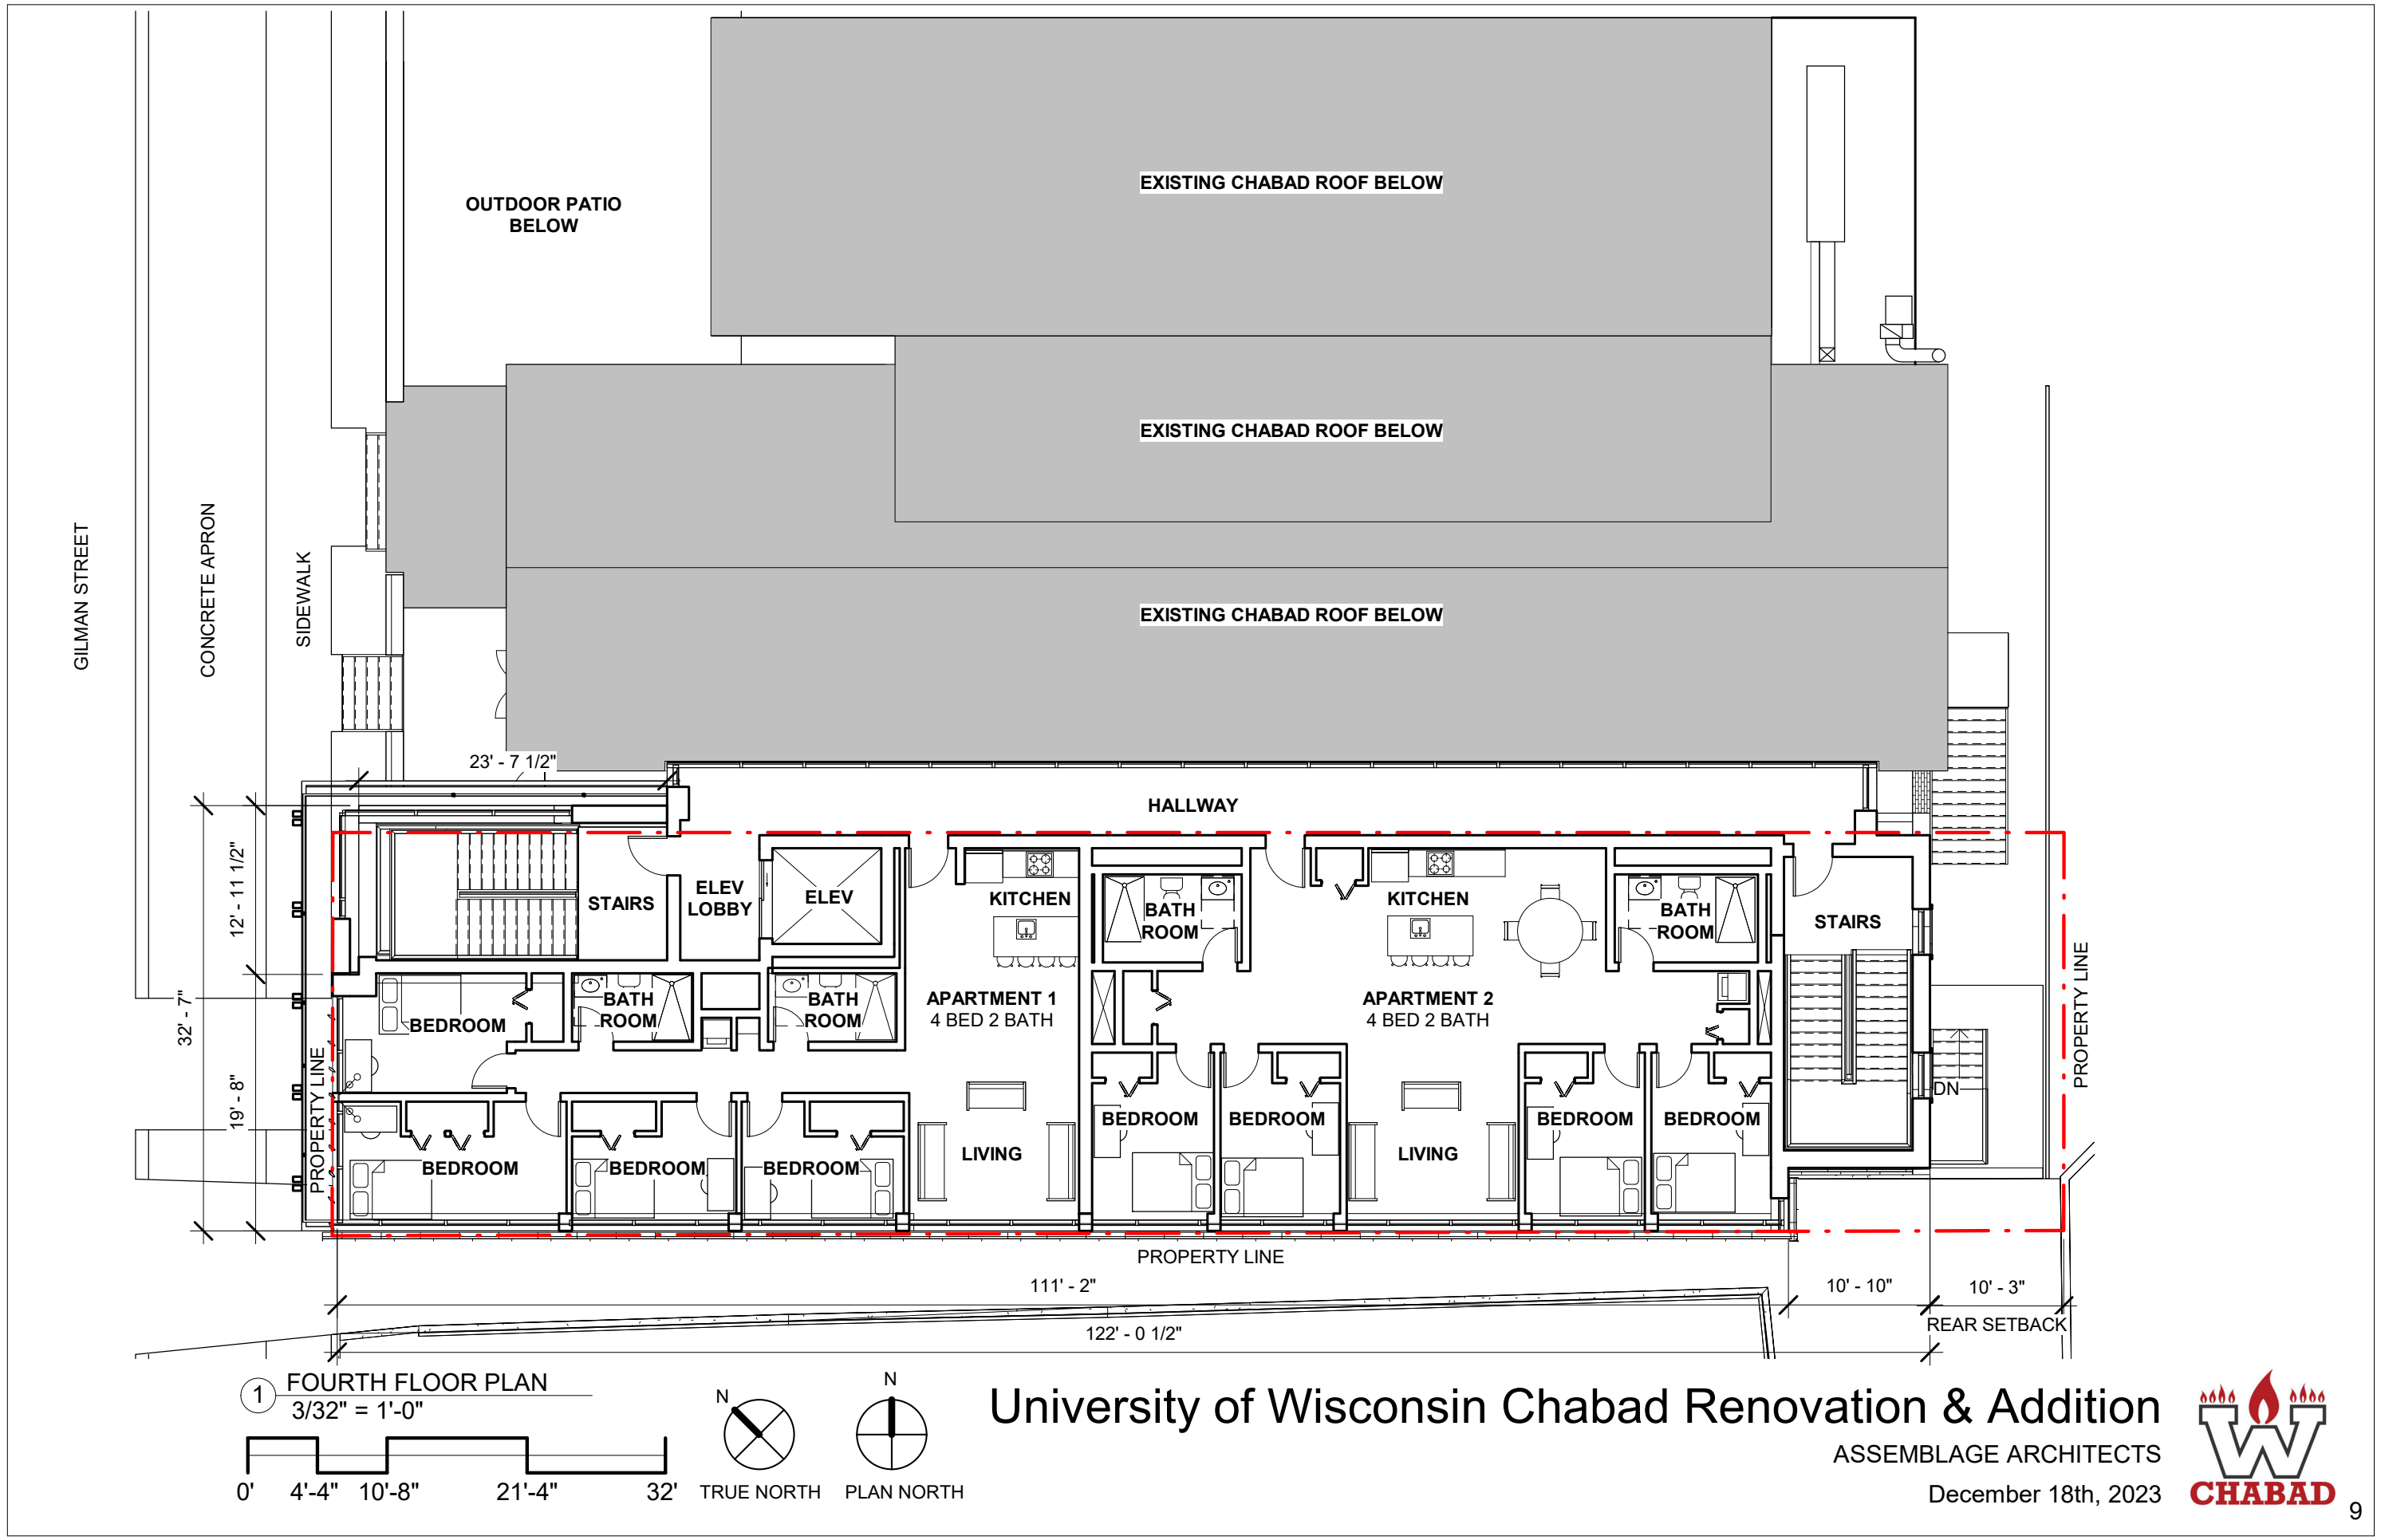 OUTDOOR PATIO
BELOW
EXISTING CHABAD ROOF BELOW
EXISTING CHABAD ROOF BELOW
EXISTING CHABAD ROOF BELOW
GILMAN STREET
CONCRETE APRON
SIDEWALK
23' - 7 1/2"
HALLWAY
12' - 11 1/2"
32' - 7"
19' - 8"
PROPERTY LINE
STAIRS
ELEV
LOBBY
ELEV
KITCHEN
BATH
ROOM
KITCHEN
BATH
ROOM
STAIRS
PROPERTY LINE
BEDROOM
BATH
ROOM
BATH
ROOM
APARTMENT 1
4 BED 2 BATH
APARTMENT 2
4 BED 2 BATH
DN
BEDROOM
BEDROOM
BEDROOM
LIVING
BEDROOM
BEDROOM
LIVING
BEDROOM
BEDROOM
PROPERTY LINE
111' - 2"
10' - 10"
10' - 3"
REAR SETBACK
122' - 0 1/2"
1
FOURTH FLOOR PLAN
3/32" = 1'-0"
0'
4'-4"
10'-8"
21'-4"
32'
N
TRUE NORTH
N
PLAN NORTH
University of Wisconsin Chabad Renovation & Addition
ASSEMBLAGE ARCHITECTS
December 18th, 2023
W
CHABAD
9